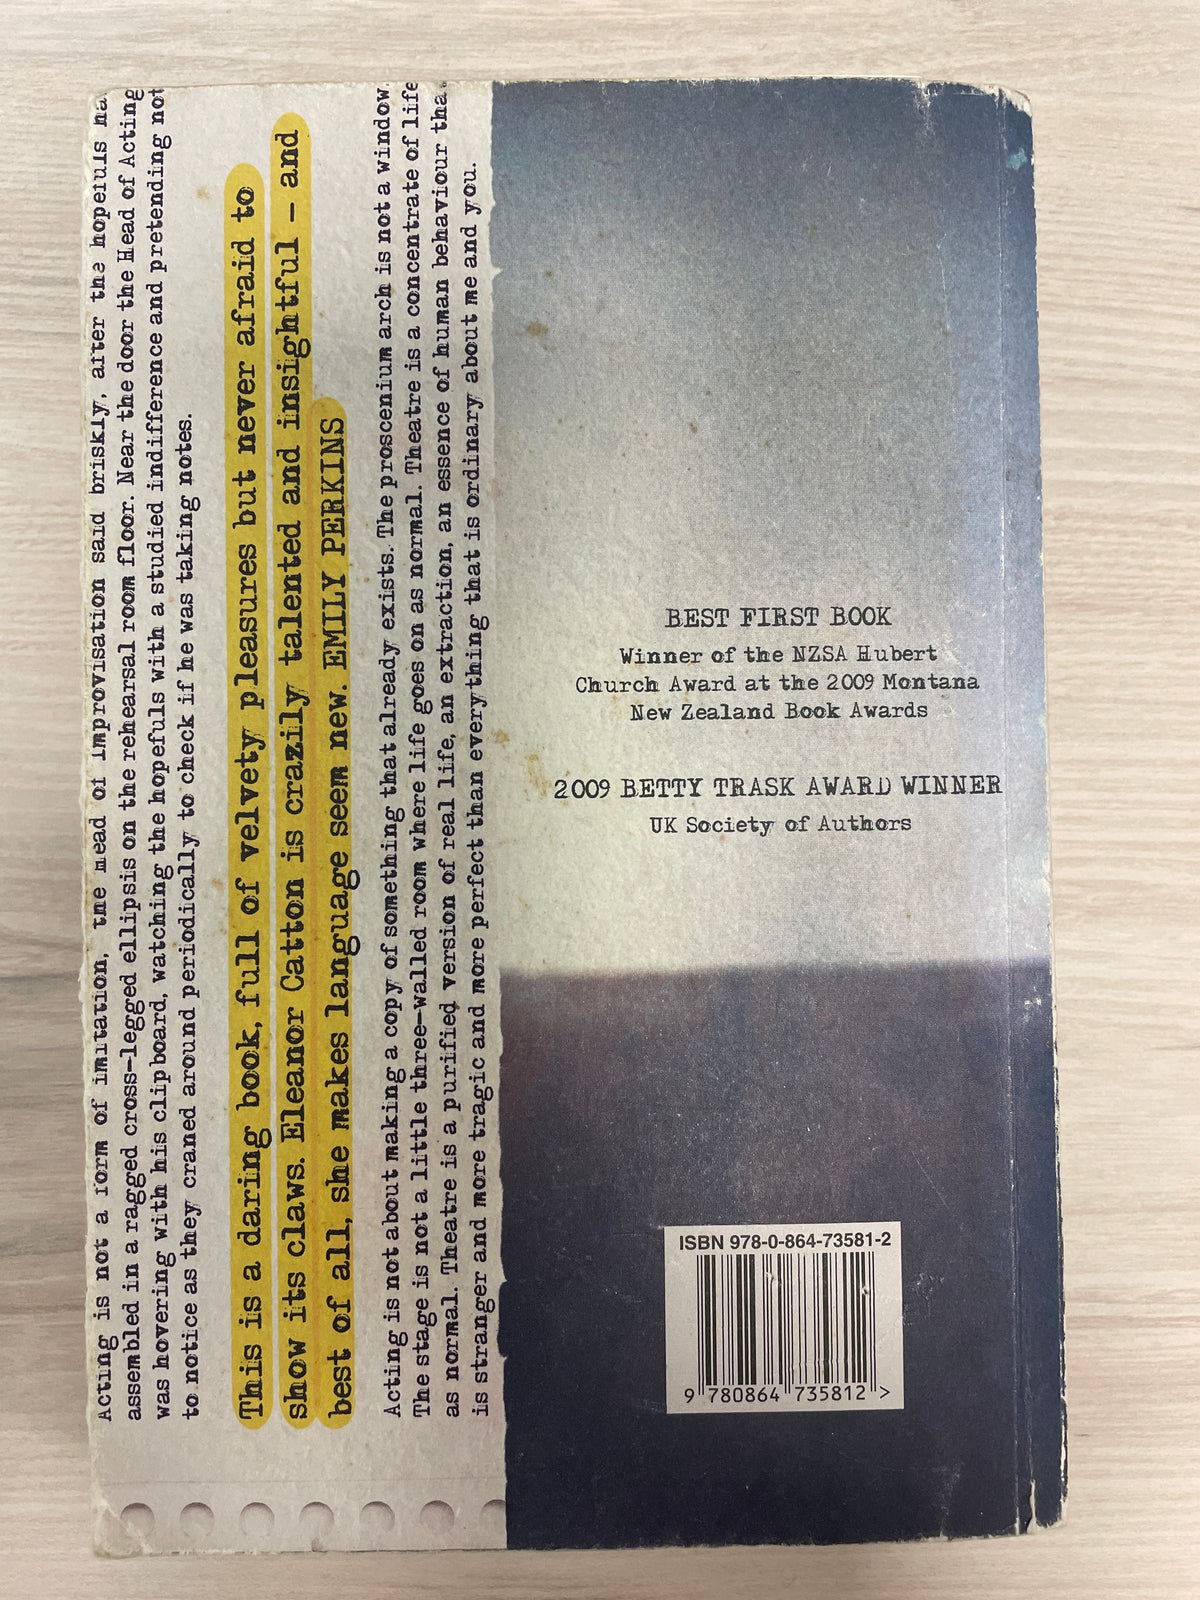 Acting is not a form of imitation, the Head of Improvisation said briskly, after the hopefuls
assembled in a ragged cross-legged ellipsis on the rehearsal room floor. Near the door the Head of Acting
was hovering with his clipboard, watching the hopefuls with a studied indifference and pretending not
to notice as they craned around periodically to check if he was taking notes.
This is a daring book, full of velvety pleasures but never afraid to
show its claws. Eleanor Catton is crazily talented and insightful – and
best of all, she makes language seem new. EMILY PERKINS
Acting is not about making a copy of something that already exists. The proscenium arch is not a window.
The stage is not a little three-walled room where life goes on as normal. Theatre is a concentrate of life
as normal. Theatre is a purified version of real life, an extraction, an essence of human behaviour that
is stranger and more tragic and more perfect than everything that is ordinary about me and you.
BEST FIRST BOOK
Winner of the NZSA Hubert
Church Award at the 2009 Montana
New Zealand Book Awards
2009 BETTY TRASK AWARD WINNER
UK Society of Authors
ISBN 978-0-864-73581-2
9 780864 735812 >